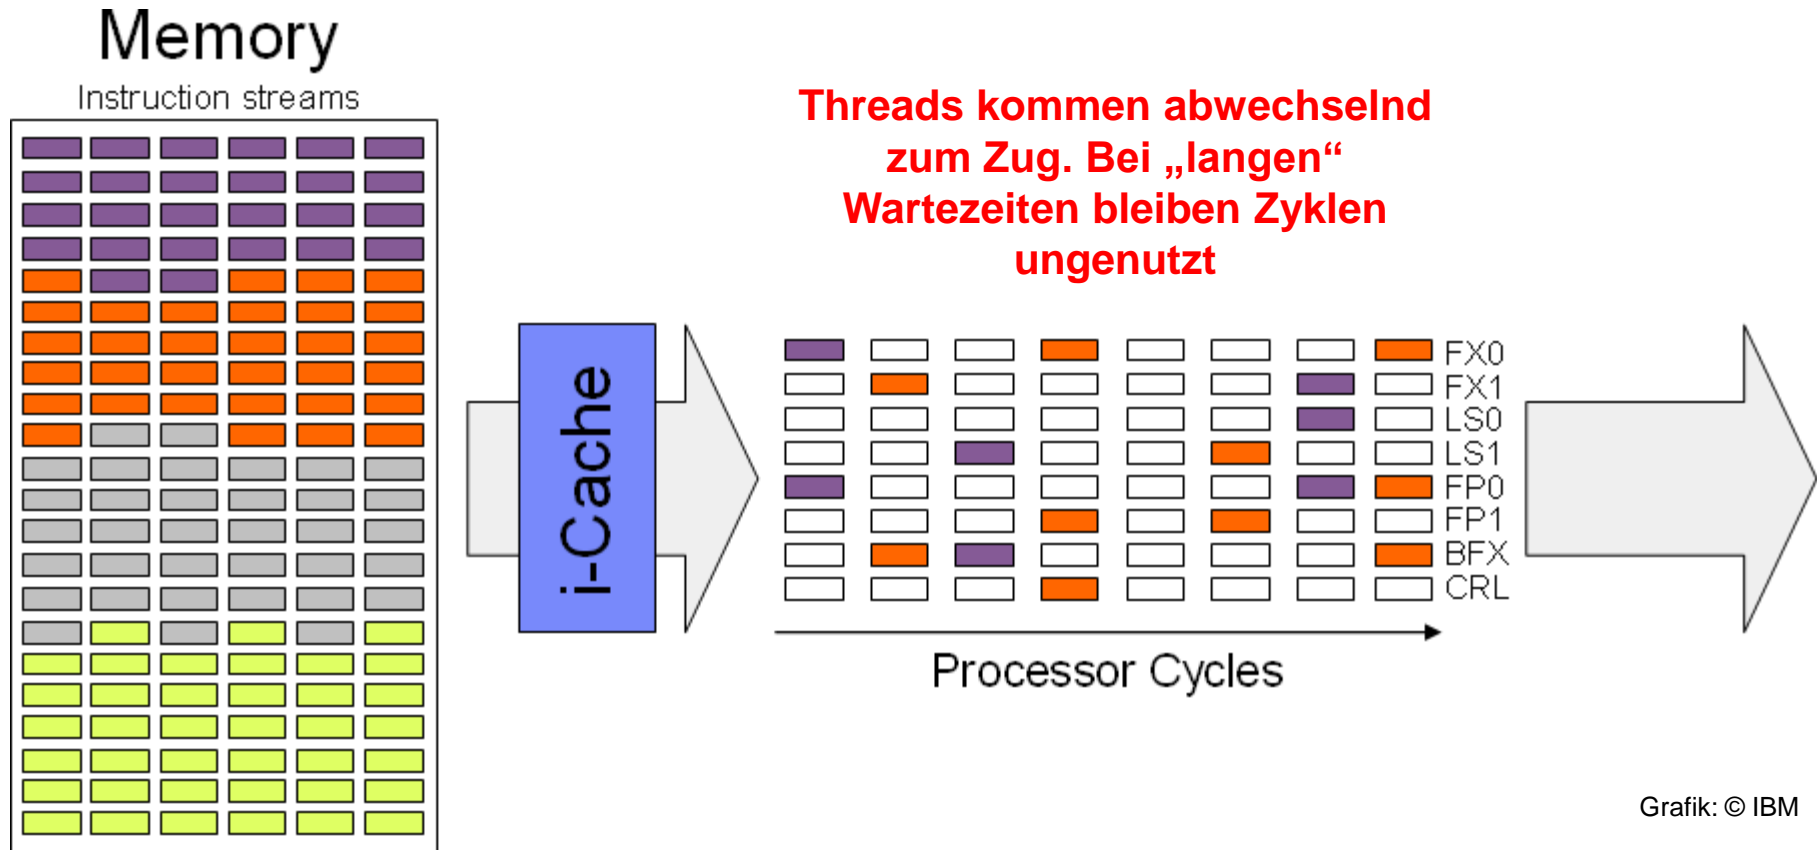 Memory
Instruction streams
Threads kommen abwechselnd
zum Zug. Bei „langen“
Wartezeiten bleiben Zyklen
ungenutzt
i-Cache
FX0
FX1
LS0
LS1
FP0
FP1
BFX
CRL
Processor Cycles
Grafik: © IBM